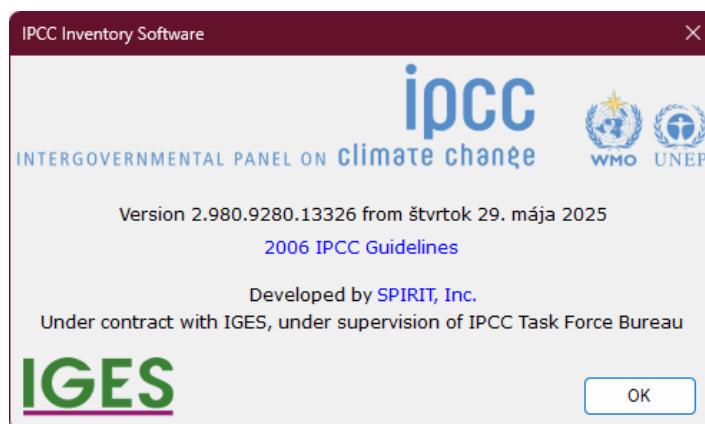 IPCC Inventory Software
ipcc
INTERGOVERNMENTAL PANEL ON climate change
WMO UNEP
Version 2.980.9280.13326 from štvrtok 29. mája 2025
2006 IPCC Guidelines
Developed by SPIRIT, Inc.
Under contract with IGES, under supervision of IPCC Task Force Bureau
IGES
OK